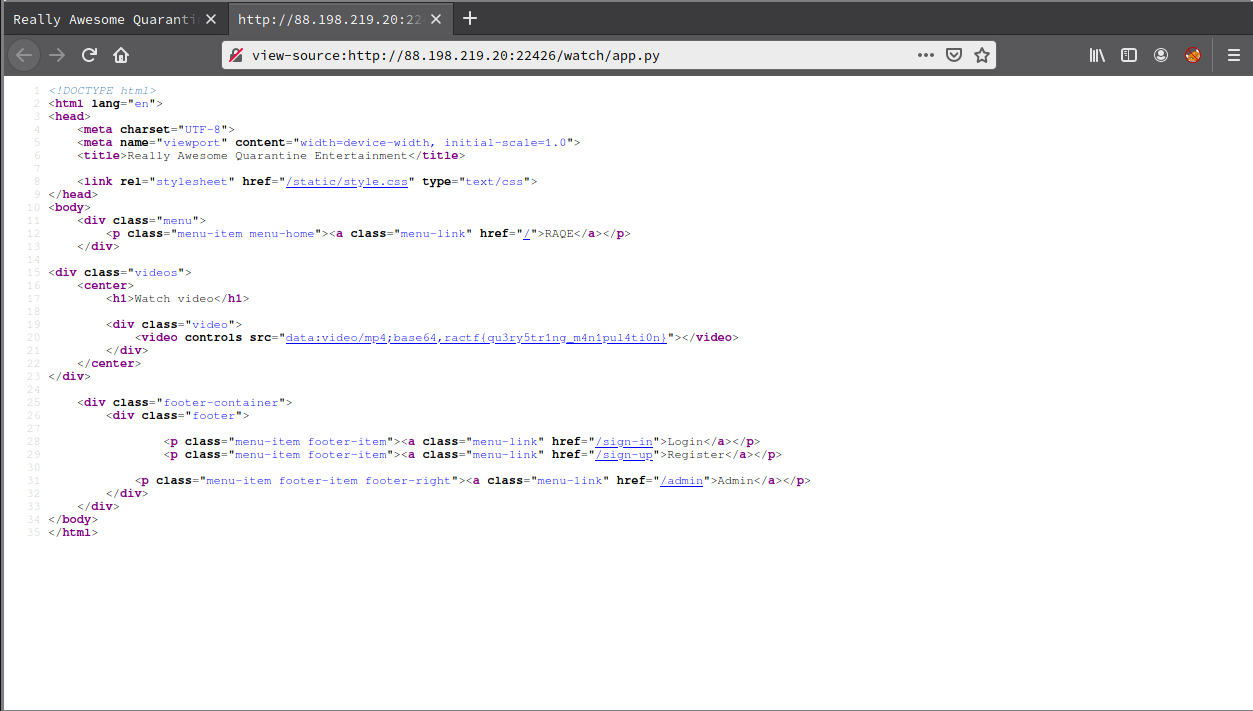 Really Awesome Quaranti
http://88.198.219.20:224
view-source:http://88.198.219.20:22426/watch/app.py
1 <!DOCTYPE html>
2 <html lang="en">
3 <head>
4 <meta charset="UTF-8">
5 <meta name="viewport" content="width=device-width, initial-scale=1.0">
6 <title>Really Awesome Quarantine Entertainment</title>
7
8 <link rel="stylesheet" href="/static/style.css" type="text/css">
9 </head>
10 <body>
11 <div class="menu">
12 <p class="menu-item menu-home"><a class="menu-link" href="/">RAQE</a></p>
13 </div>
14
15 <div class="videos">
16 <center>
17 <h1>Watch video</h1>
18
19 <div class="video">
20 <video controls src="data:video/mp4;base64,ractf{qu3ry5tr1ng_m4n1pul4ti0n}"></video>
21 </div>
22 </center>
23 </div>
24
25 <div class="footer-container">
26 <div class="footer">
27
28 <p class="menu-item footer-item"><a class="menu-link" href="/sign-in">Login</a></p>
29 <p class="menu-item footer-item"><a class="menu-link" href="/sign-up">Register</a></p>
30
31 <p class="menu-item footer-item footer-right"><a class="menu-link" href="/admin">Admin</a></p>
32 </div>
33 </div>
34 </body>
35 </html>